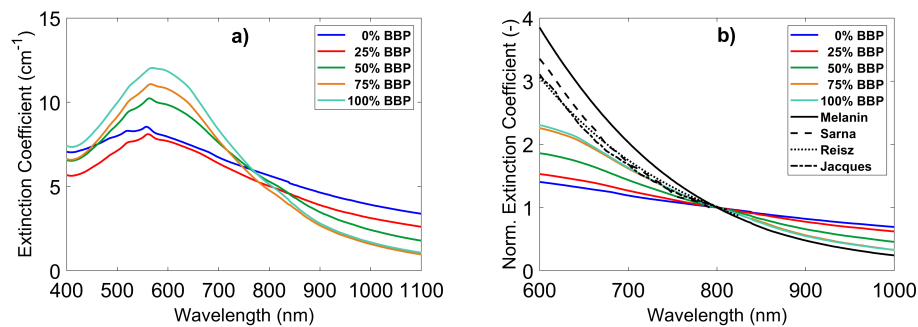 a)
0% BBP
25% BBP
50% BBP
75% BBP
100% BBP
15
10
5
0
Extinction Coefficient (cm⁻¹)
400 500 600 700 800 900 1000 1100
Wavelength (nm)
b)
0% BBP
25% BBP
50% BBP
75% BBP
100% BBP
Melanin
Sarna
Reisz
Jacques
4
3
2
1
0
Norm. Extinction Coefficient (-)
600 700 800 900 1000
Wavelength (nm)